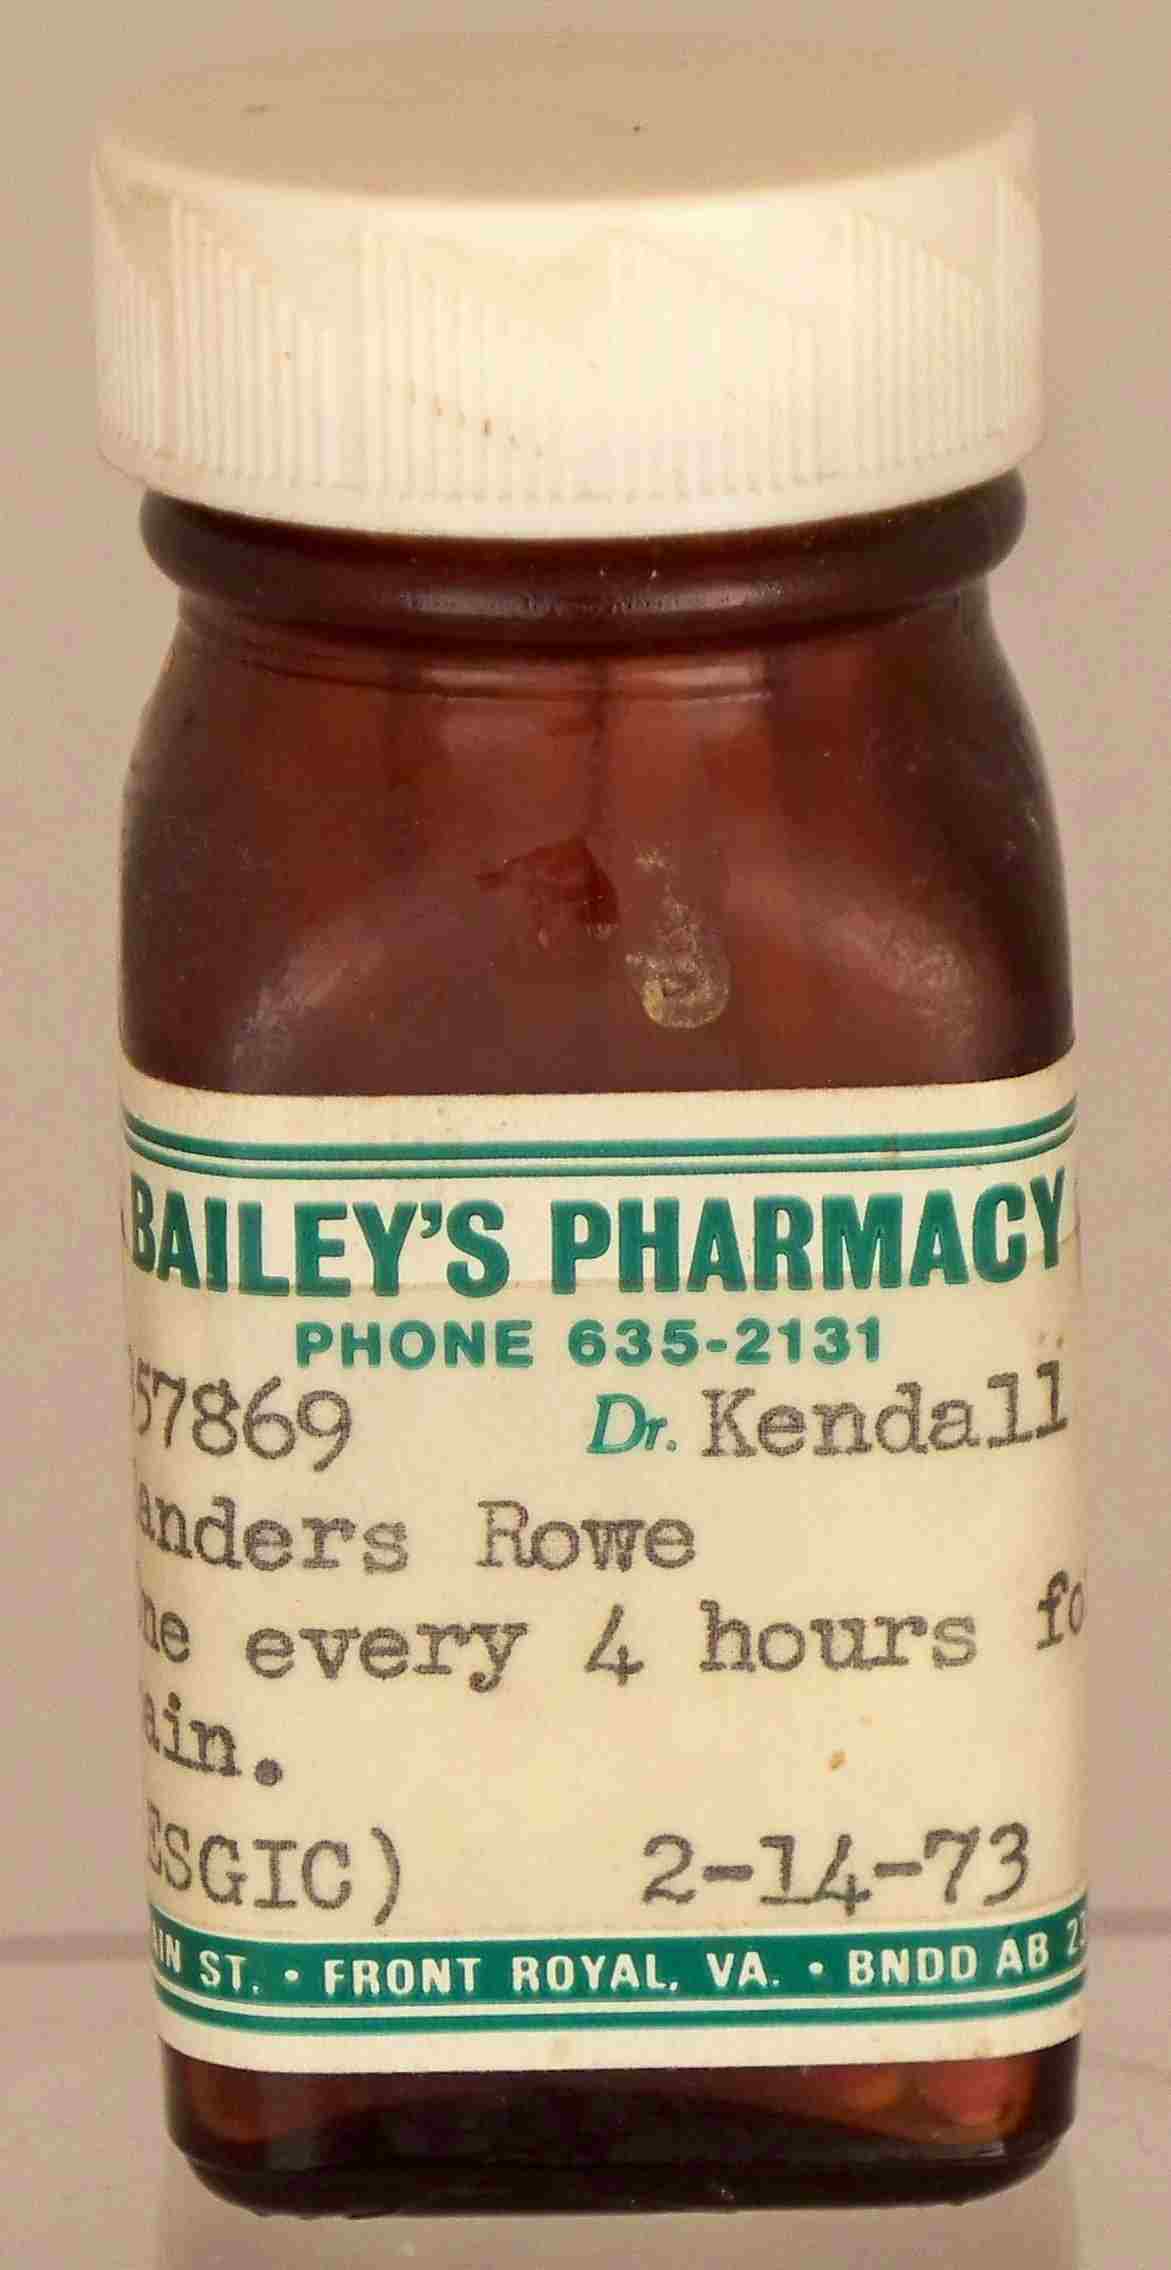 BAILEY'S PHARMACY
PHONE 635-2131
57869 Dr. Kendall
anders Rowe
ne every 4 hours fo
ain.
ESGIC) 2-14-73
IN ST. • FRONT ROYAL, VA. • BNDD AB 2